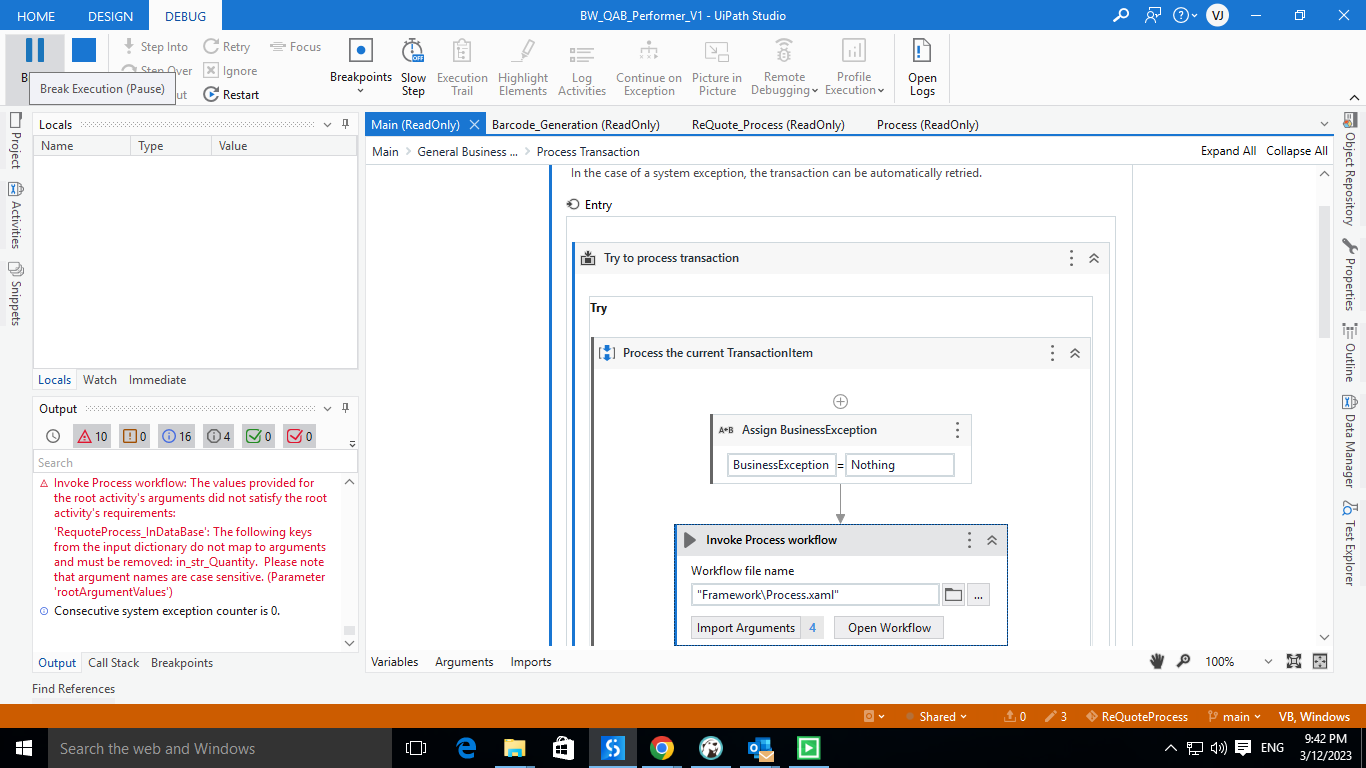 HOME DESIGN DEBUG BW_QAB_Performer_V1 - UiPath Studio VJ
Step Into Retry Focus
Step Over Ignore
Restart
Break Execution (Pause)
Breakpoints
Slow Step
Execution Trail
Highlight Elements
Log Activities
Continue on Exception
Picture in Picture
Remote Debugging
Profile Execution
Open Logs
Project
Activities
Snippets
Locals
Name Type Value
Locals Watch Immediate
Output
10 0 16 4 0 0
Search
Invoke Process workflow: The values provided for
the root activity's arguments did not satisfy the root
activity's requirements:
'RequoteProcess_InDataBase': The following keys
from the input dictionary do not map to arguments
and must be removed: in_str_Quantity.  Please note
that argument names are case sensitive. (Parameter
'rootArgumentValues')
Consecutive system exception counter is 0.
Output Call Stack Breakpoints
Find References
Main (ReadOnly) Barcode_Generation (ReadOnly) ReQuote_Process (ReadOnly) Process (ReadOnly)
Main General Business ... Process Transaction Expand All Collapse All
In the case of a system exception, the transaction can be automatically retried.
Entry
Try to process transaction
Try
Process the current TransactionItem
A+B Assign BusinessException
BusinessException = Nothing
Invoke Process workflow
Workflow file name
"Framework\Process.xaml" ...
Import Arguments 4 Open Workflow
Variables Arguments Imports 100%
Object Repository
Properties
Outline
Data Manager
Test Explorer
Shared 0 3 ReQuoteProcess main VB, Windows
Search the web and Windows
ENG
9:42 PM
3/12/2023